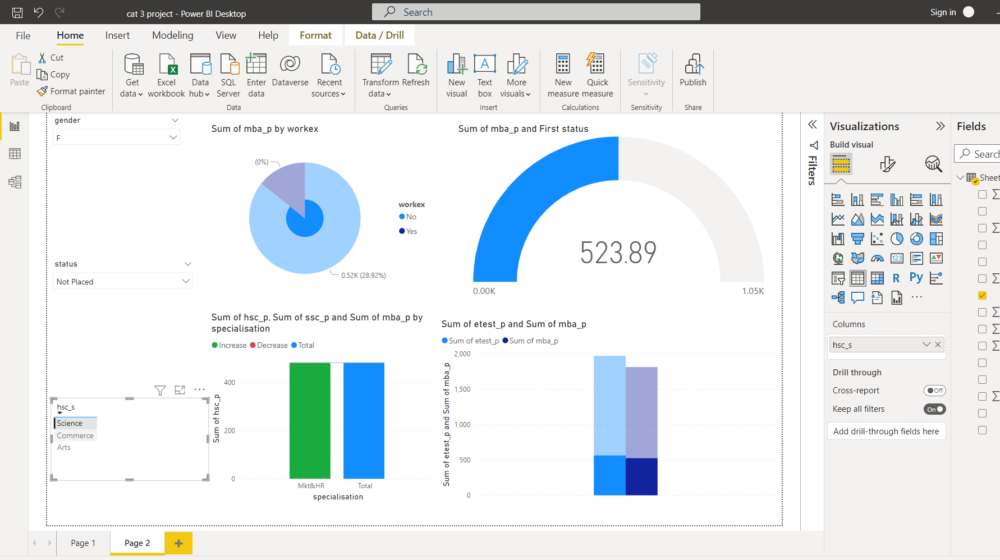 cat 3 project - Power BI Desktop
Search
Sign in
File
Home
Insert
Modeling
View
Help
Format
Data / Drill
Paste
Cut
Copy
Format painter
Clipboard
Get data
Excel workbook
Data hub
SQL Server
Enter data
Dataverse
Recent sources
Data
Transform data
Refresh
Queries
New visual
Text box
A
More visuals
Insert
New measure
Quick measure
Calculations
Sensitivity
Sensitivity
Publish
Share
gender
F
status
Not Placed
hsc_s
Science
Commerce
Arts
Sum of mba_p by workex
(0%)
0.52K (28.92%)
workex
No
Yes
Sum of mba_p and First status
523.89
0.00K
1.05K
Sum of hsc_p, Sum of ssc_p and Sum of mba_p by
specialisation
Increase
Decrease
Total
Sum of hsc_p
400
200
0
Mkt&HR
Total
specialisation
Sum of etest_p and Sum of mba_p
Sum of etest_p
Sum of mba_p
Sum of etest_p and Sum of mba_p
2,000
1,500
1,000
500
0
Filters
Visualizations
Build visual
123
R
Py
Columns
hsc_s
Drill through
Cross-report
Off
Keep all filters
On
Add drill-through fields here
Fields
Search
Sheet
Page 1
Page 2